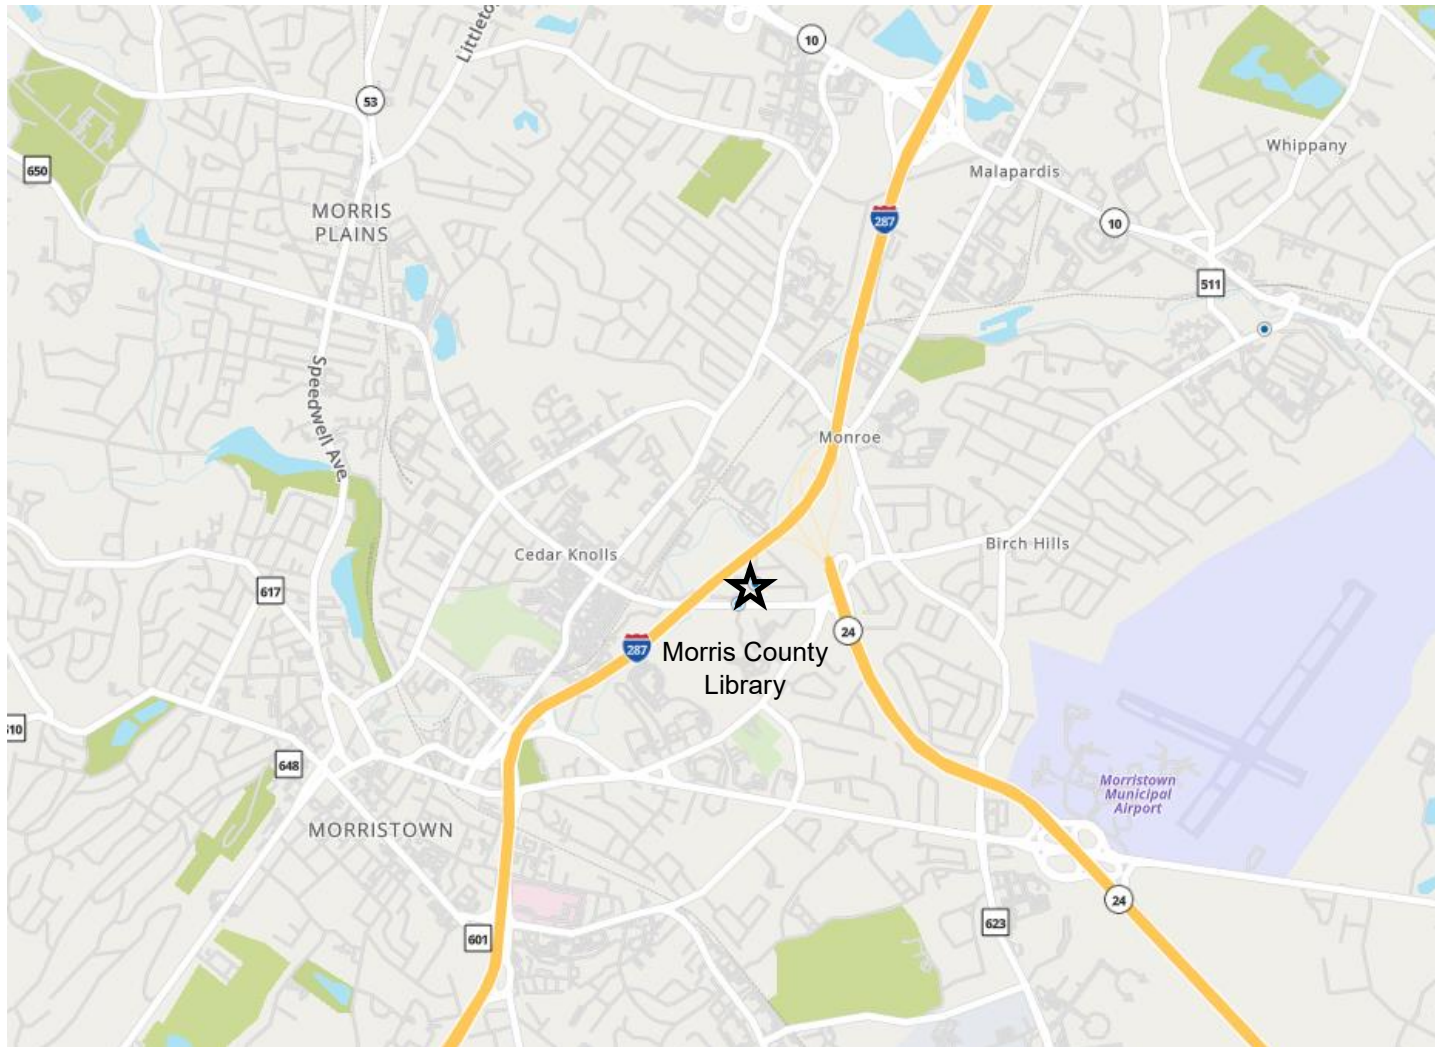 Littleto
10
53
650
Whippany
Malapardis
MORRIS
PLAINS
287
10
511
Speedwell Ave.
Monroe
Cedar Knolls
Birch Hills
617
24
287
Morris County
Library
510
648
Morristown
Municipal
Airport
MORRISTOWN
24
623
601